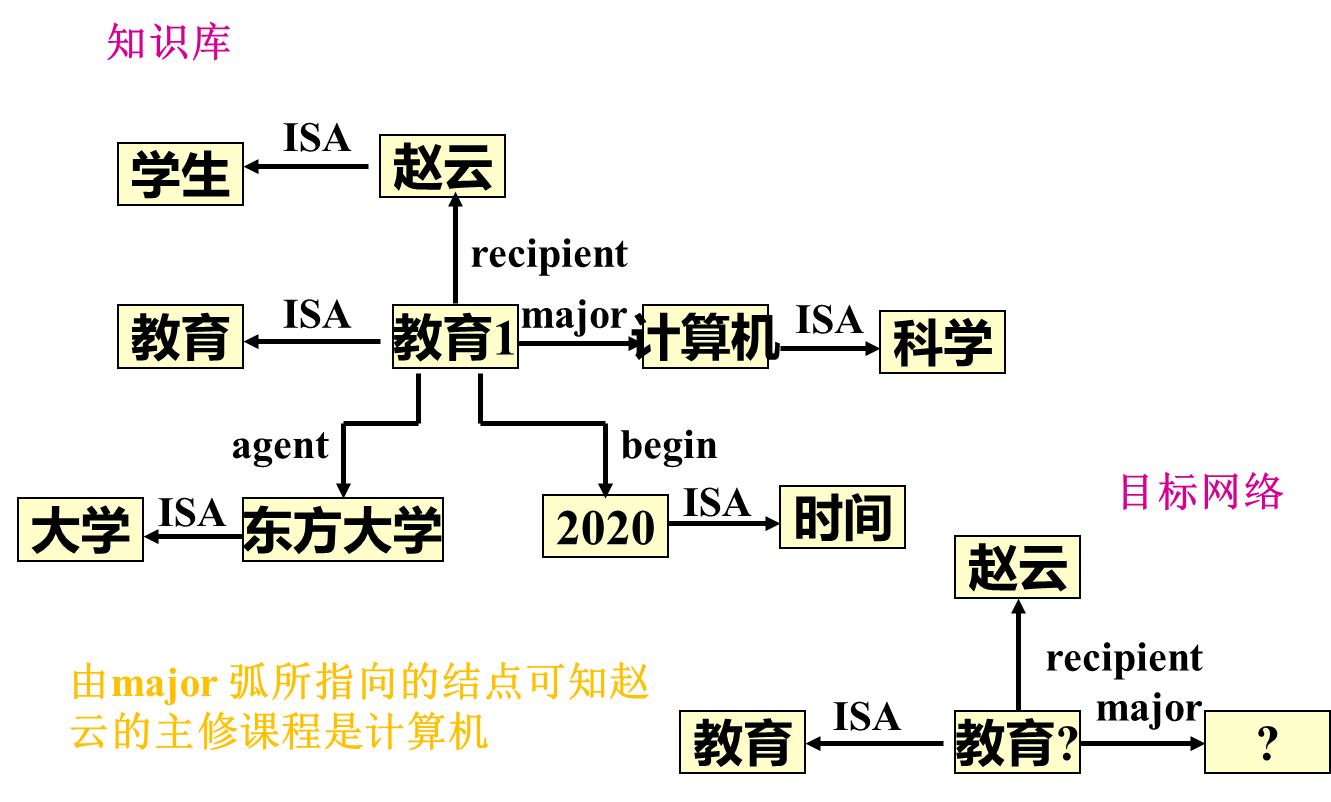 知识库
ISA
学生
赵云
recipient
教育
ISA
教育1
major
计算机
ISA
科学
agent
begin
大学
ISA
东方大学
2020
ISA
时间
目标网络
赵云
recipient
由major 弧所指向的结点可知赵
云的主修课程是计算机
教育
ISA
教育?
major
?